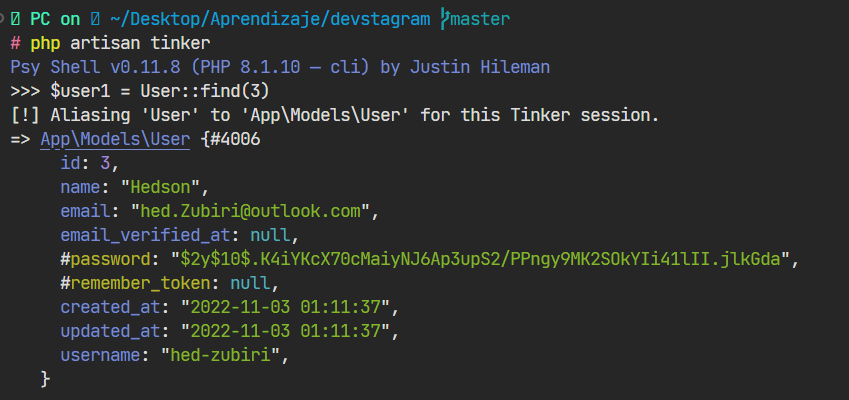 PC on ~/Desktop/Aprendizaje/devstagram master
# php artisan tinker
Psy Shell v0.11.8 (PHP 8.1.10 — cli) by Justin Hileman
>>> $user1 = User::find(3)
[!] Aliasing 'User' to 'App\Models\User' for this Tinker session.
=> App\Models\User {#4006
id: 3,
name: "Hedson",
email: "hed.Zubiri@outlook.com",
email_verified_at: null,
#password: "$2y$10$.K4iYKcX70cMaiyNJ6Ap3upS2/PPngy9MK2SOkYIi41lII.jlkGda",
#remember_token: null,
created_at: "2022-11-03 01:11:37",
updated_at: "2022-11-03 01:11:37",
username: "hed-zubiri",
}